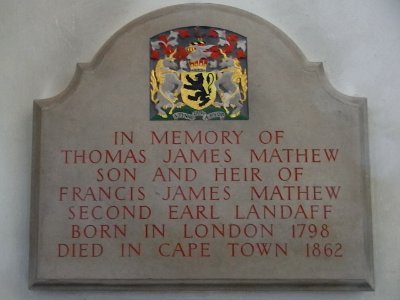 IN MEMORY OF
THOMAS JAMES MATHEW
SON AND HEIR OF
FRANCIS JAMES MATHEW
SECOND EARL LANDAFF
BORN IN LONDON 1798
DIED IN CAPE TOWN 1862